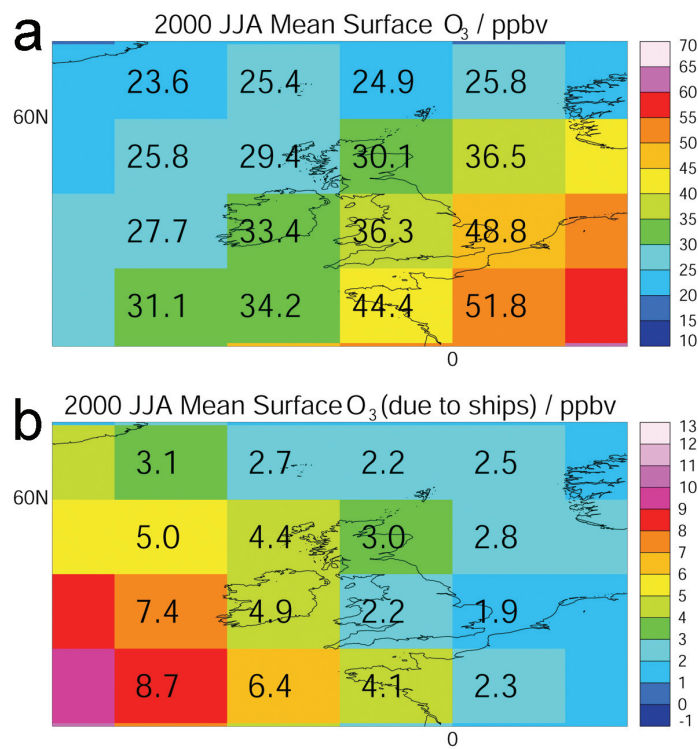 a
2000 JJA Mean Surface O3 / ppbv
60N
23.6 25.4 24.9 25.8
25.8 29.4 30.1 36.5
27.7 33.4 36.3 48.8
31.1 34.2 44.4 51.8
0
70
65
60
55
50
45
40
35
30
25
20
15
10
b
2000 JJA Mean Surface O3 (due to ships) / ppbv
60N
3.1 2.7 2.2 2.5
5.0 4.4 3.0 2.8
7.4 4.9 2.2 1.9
8.7 6.4 4.1 2.3
0
13
12
11
10
9
8
7
6
5
4
3
2
1
0
-1